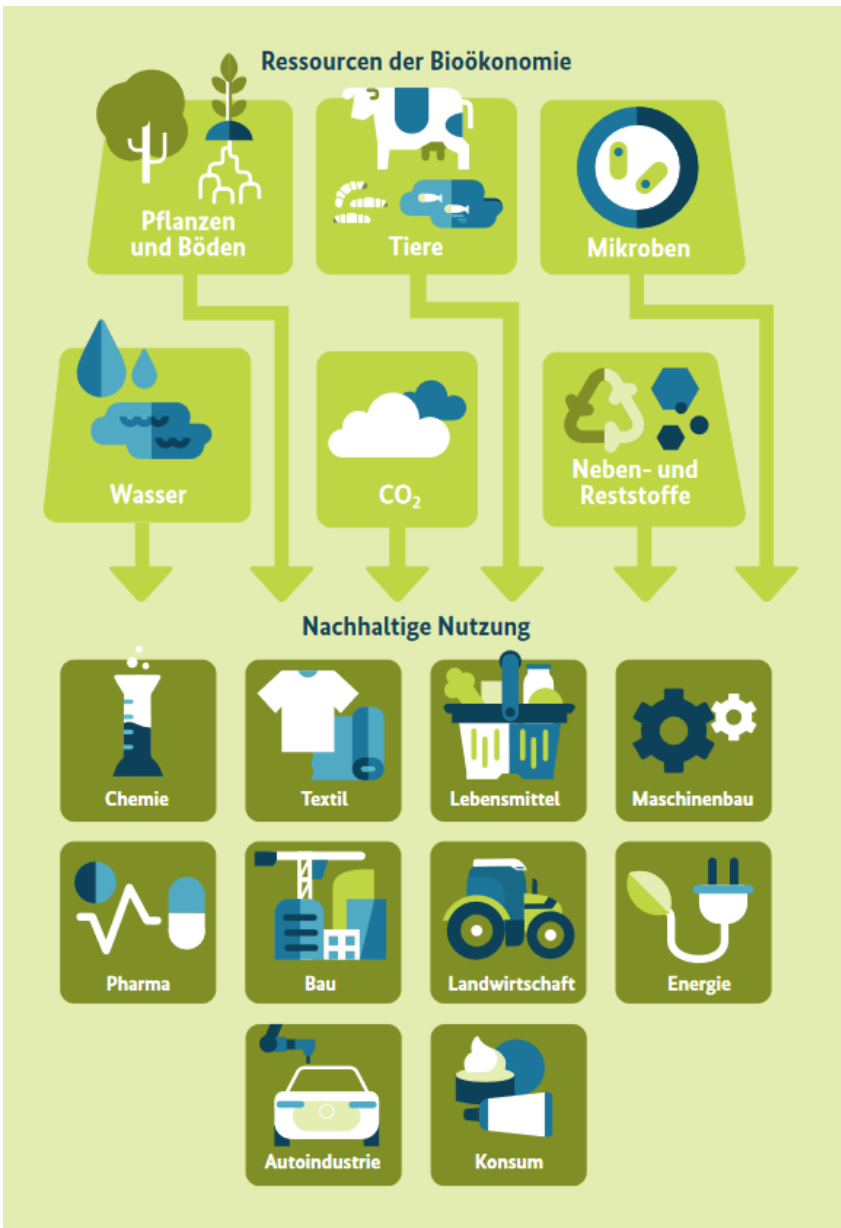 Ressourcen der Bioökonomie
Pflanzen
und Böden
Tiere
Mikroben
Wasser
CO₂
Neben- und
Reststoffe
Nachhaltige Nutzung
Chemie
Textil
Lebensmittel
Maschinenbau
Pharma
Bau
Landwirtschaft
Energie
Autoindustrie
Konsum